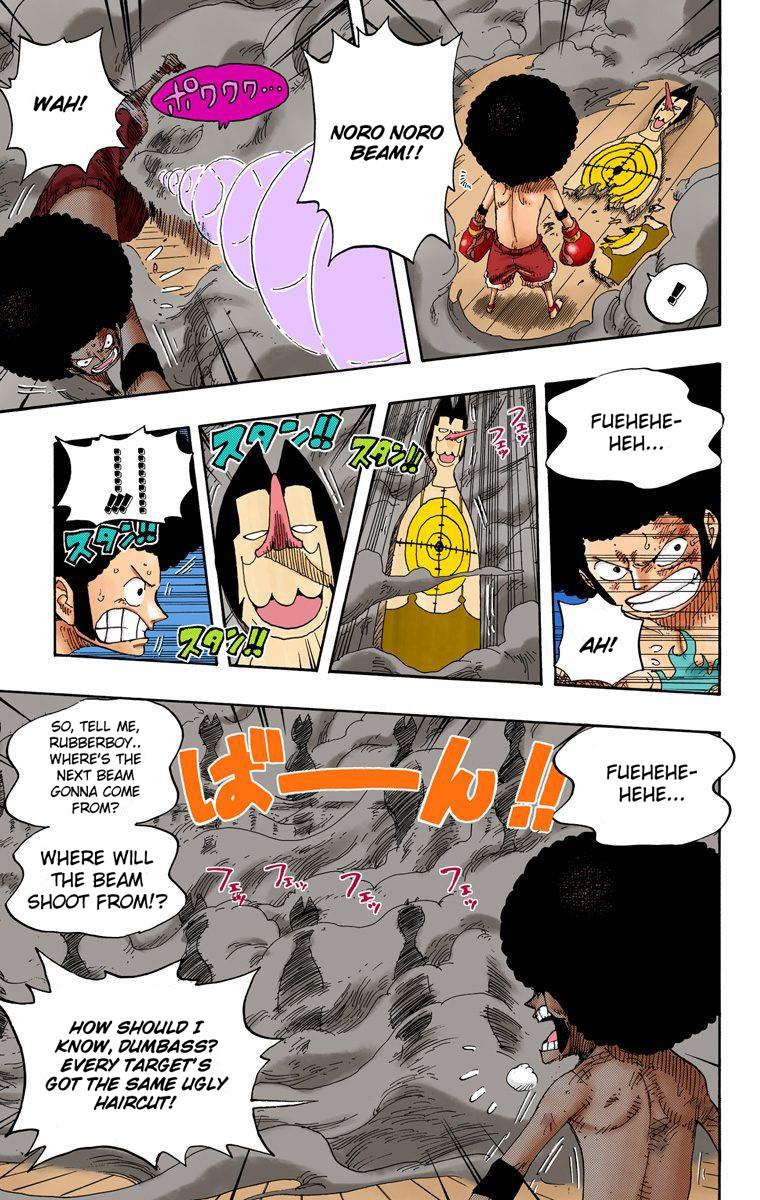 !!
NORO NORO
BEAM!!
ポワワワ…
WAH!
FUEHEHE-
HEH...
AH!
フェッ
フェッ
スタン!!
スタン!!
スタン!!
スタン!!
!!!
FUEHEHE-
HEHE...
ばーーん!!
SO, TELL ME,
RUBBERBOY..
WHERE'S THE
NEXT BEAM
GONNA COME
FROM?
WHERE WILL
THE BEAM
SHOOT FROM!?
フェッ
フェッ
フェッ
フェッ
HOW SHOULD I
KNOW, DUMBASS?
EVERY TARGET'S
GOT THE SAME UGLY
HAIRCUT!